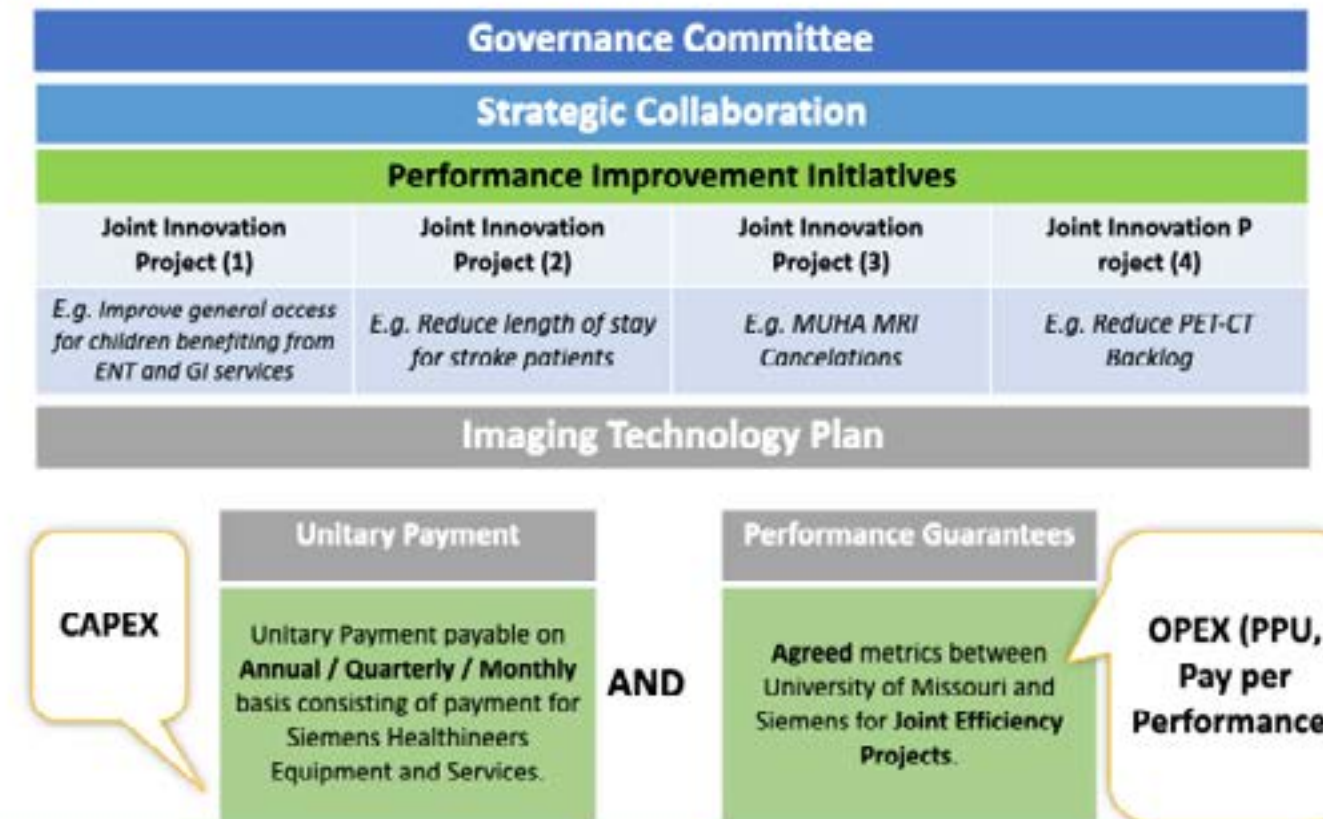 Governance Committee
Strategic Collaboration
Performance Improvement Initiatives
Joint Innovation
Project (1)
Joint Innovation
Project (2)
Joint Innovation
Project (3)
Joint Innovation P
roject (4)
E.g. Improve general access
for children benefiting from
ENT and GI services
E.g. Reduce length of stay
for stroke patients
E.g. MUHA MRI
Cancelations
E.g. Reduce PET-CT
Backlog
Imaging Technology Plan
CAPEX
Unitary Payment
Unitary Payment payable on
Annual / Quarterly / Monthly
basis consisting of payment for
Siemens Healthineers
Equipment and Services.
AND
Performance Guarantees
Agreed metrics between
University of Missouri and
Siemens for Joint Efficiency
Projects.
OPEX (PPU,
Pay per
Performance